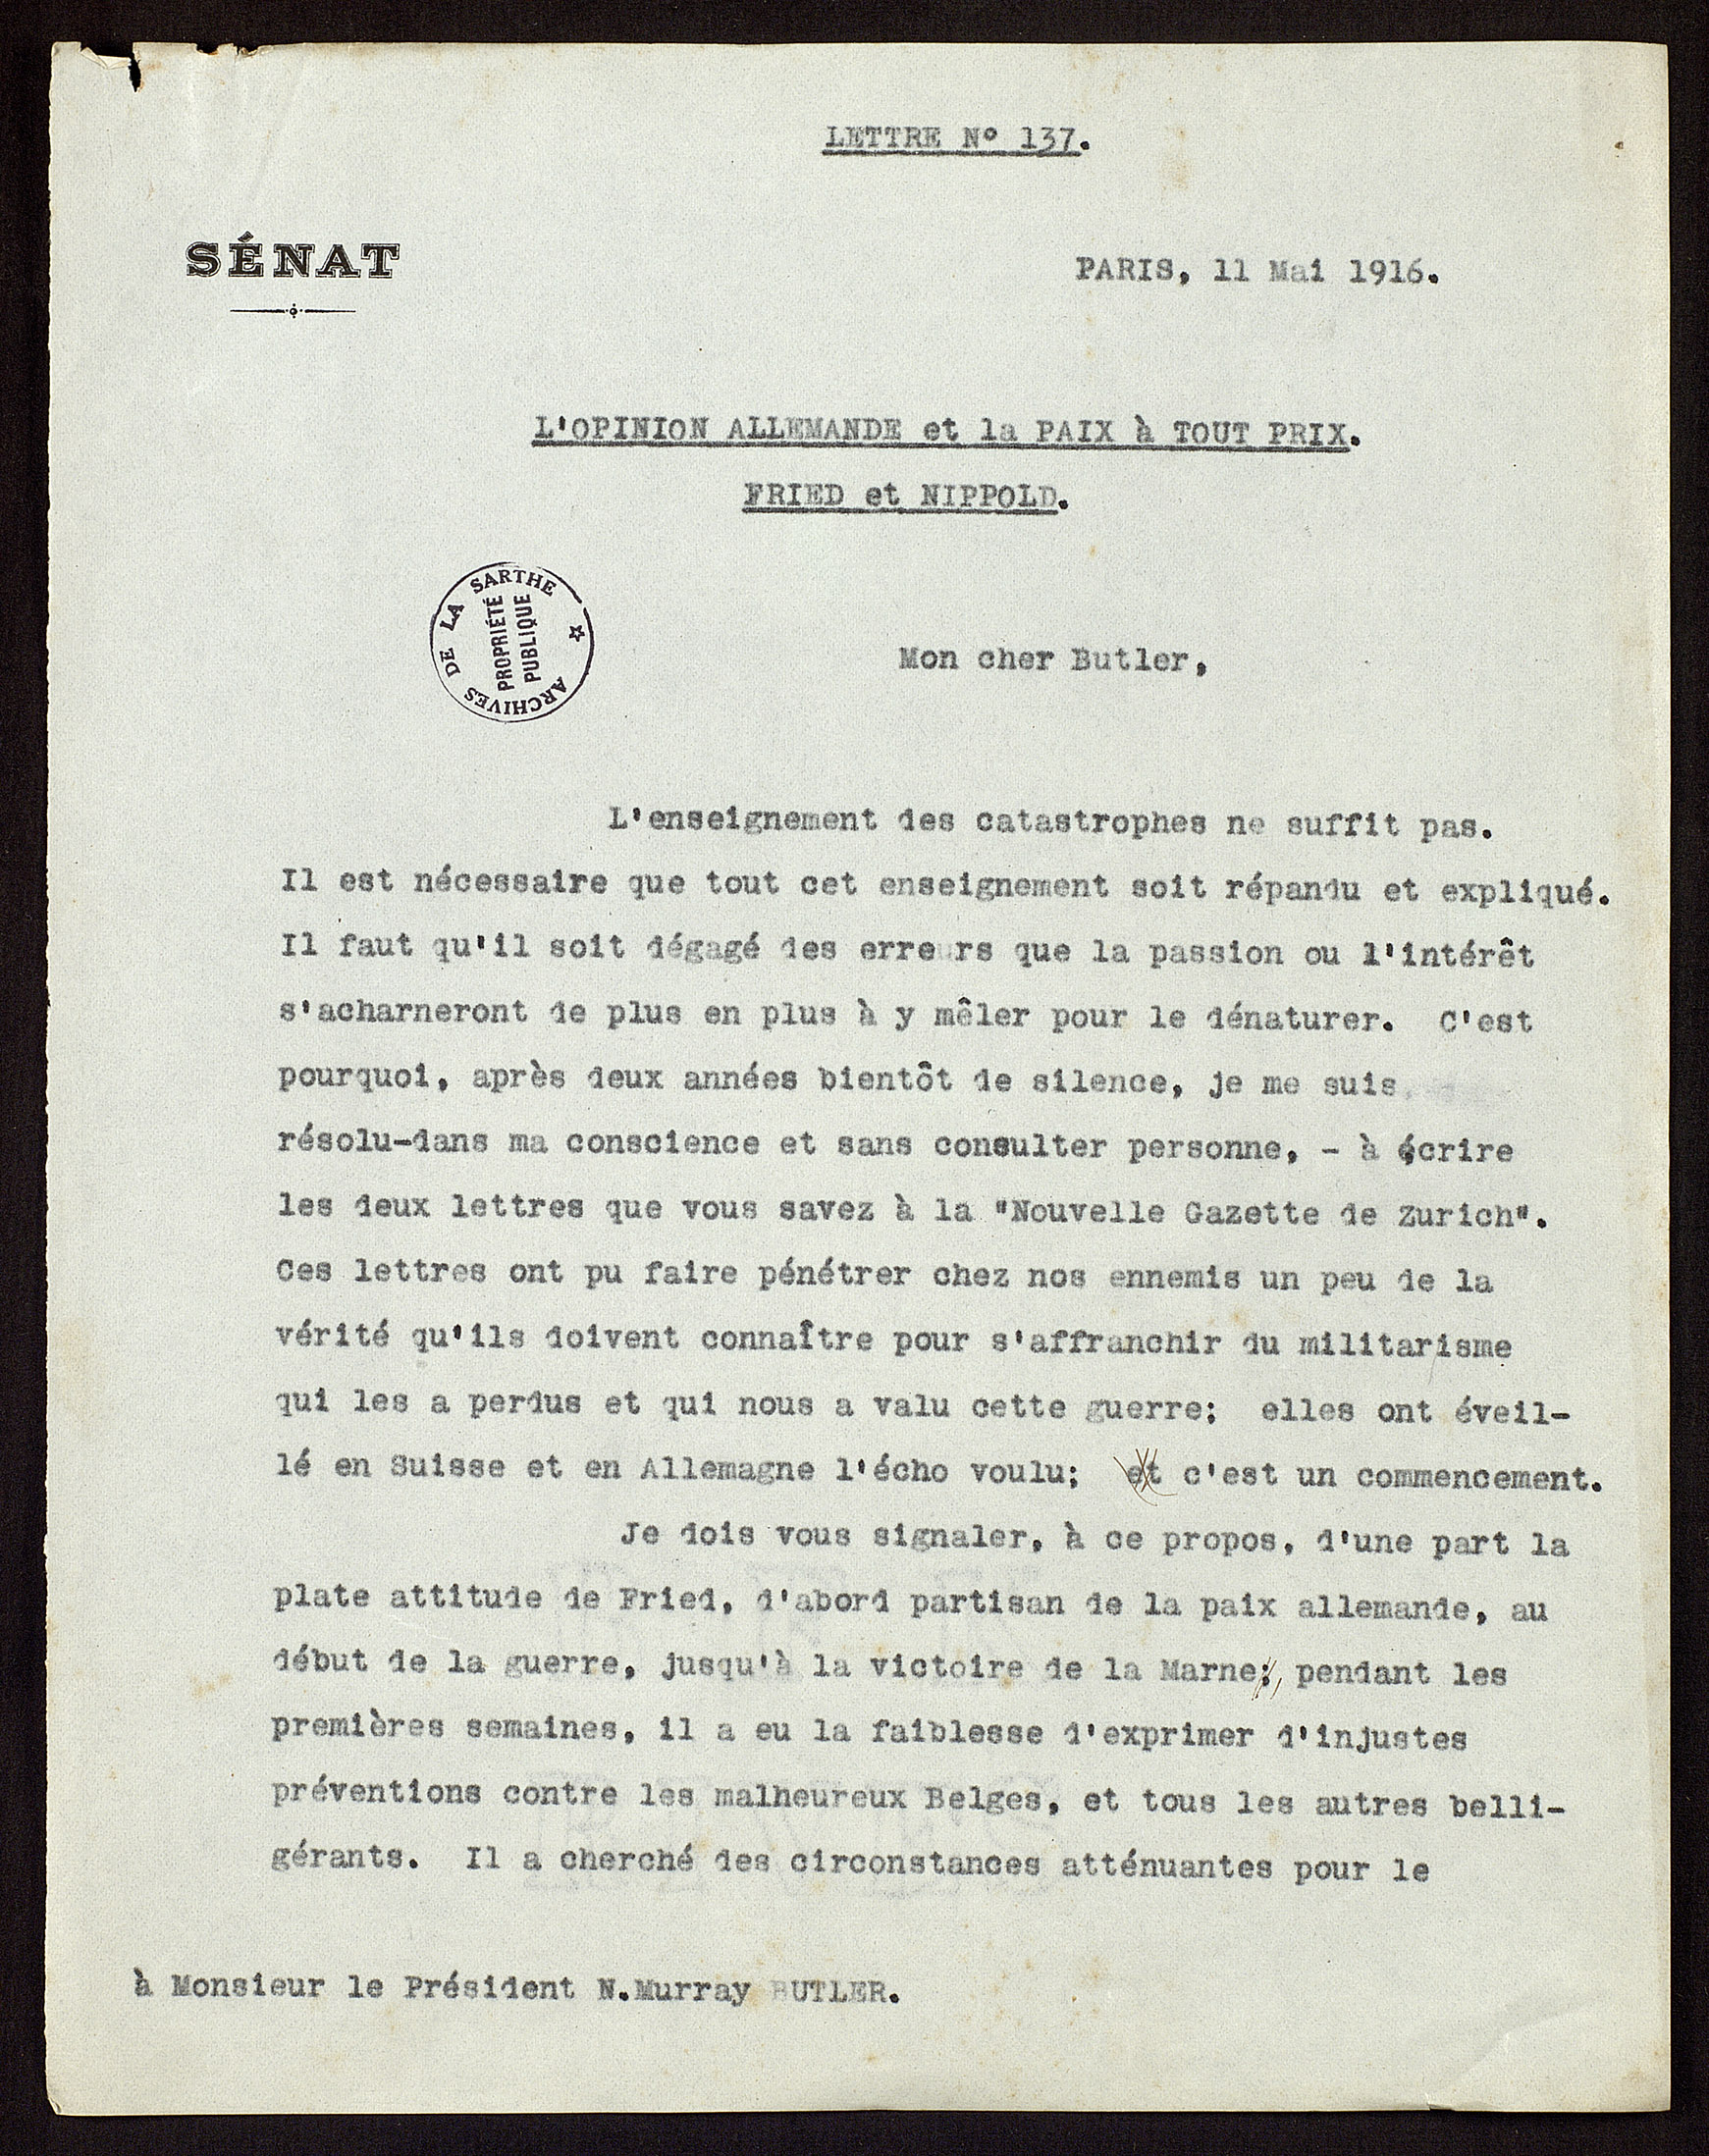 LETTRE N° 137.
SÉNAT
PARIS, 11 Mai 1916.
L'OPINION ALLEMANDE et la PAIX à TOUT PRIX.
FRIED et NIPPOLD.
ARCHIVES DE LA SARTHE
PROPRIÉTÉ
PUBLIQUE
Mon cher Butler,
L'enseignement des catastrophes ne suffit pas.
Il est nécessaire que tout cet enseignement soit répandu et expliqué.
Il faut qu'il soit dégagé des erreurs que la passion ou l'intérêt
s'acharneront de plus en plus à y mêler pour le dénaturer. C'est
pourquoi, après deux années bientôt de silence, je me suis
résolu-dans ma conscience et sans consulter personne, - à écrire
les deux lettres que vous savez à la "Nouvelle Gazette de Zurich".
Ces lettres ont pu faire pénétrer chez nos ennemis un peu de la
vérité qu'ils doivent connaître pour s'affranchir du militarisme
qui les a perdus et qui nous a valu cette guerre; elles ont éveil-
lé en Suisse et en Allemagne l'écho voulu; et c'est un commencement.
Je dois vous signaler, à ce propos, d'une part la
plate attitude de Fried, d'abord partisan de la paix allemande, au
début de la guerre, jusqu'à la victoire de la Marne; pendant les
premières semaines, il a eu la faiblesse d'exprimer d'injustes
préventions contre les malheureux Belges, et tous les autres belli-
gérants. Il a cherché des circonstances atténuantes pour le
à Monsieur le Président N.Murray BUTLER.